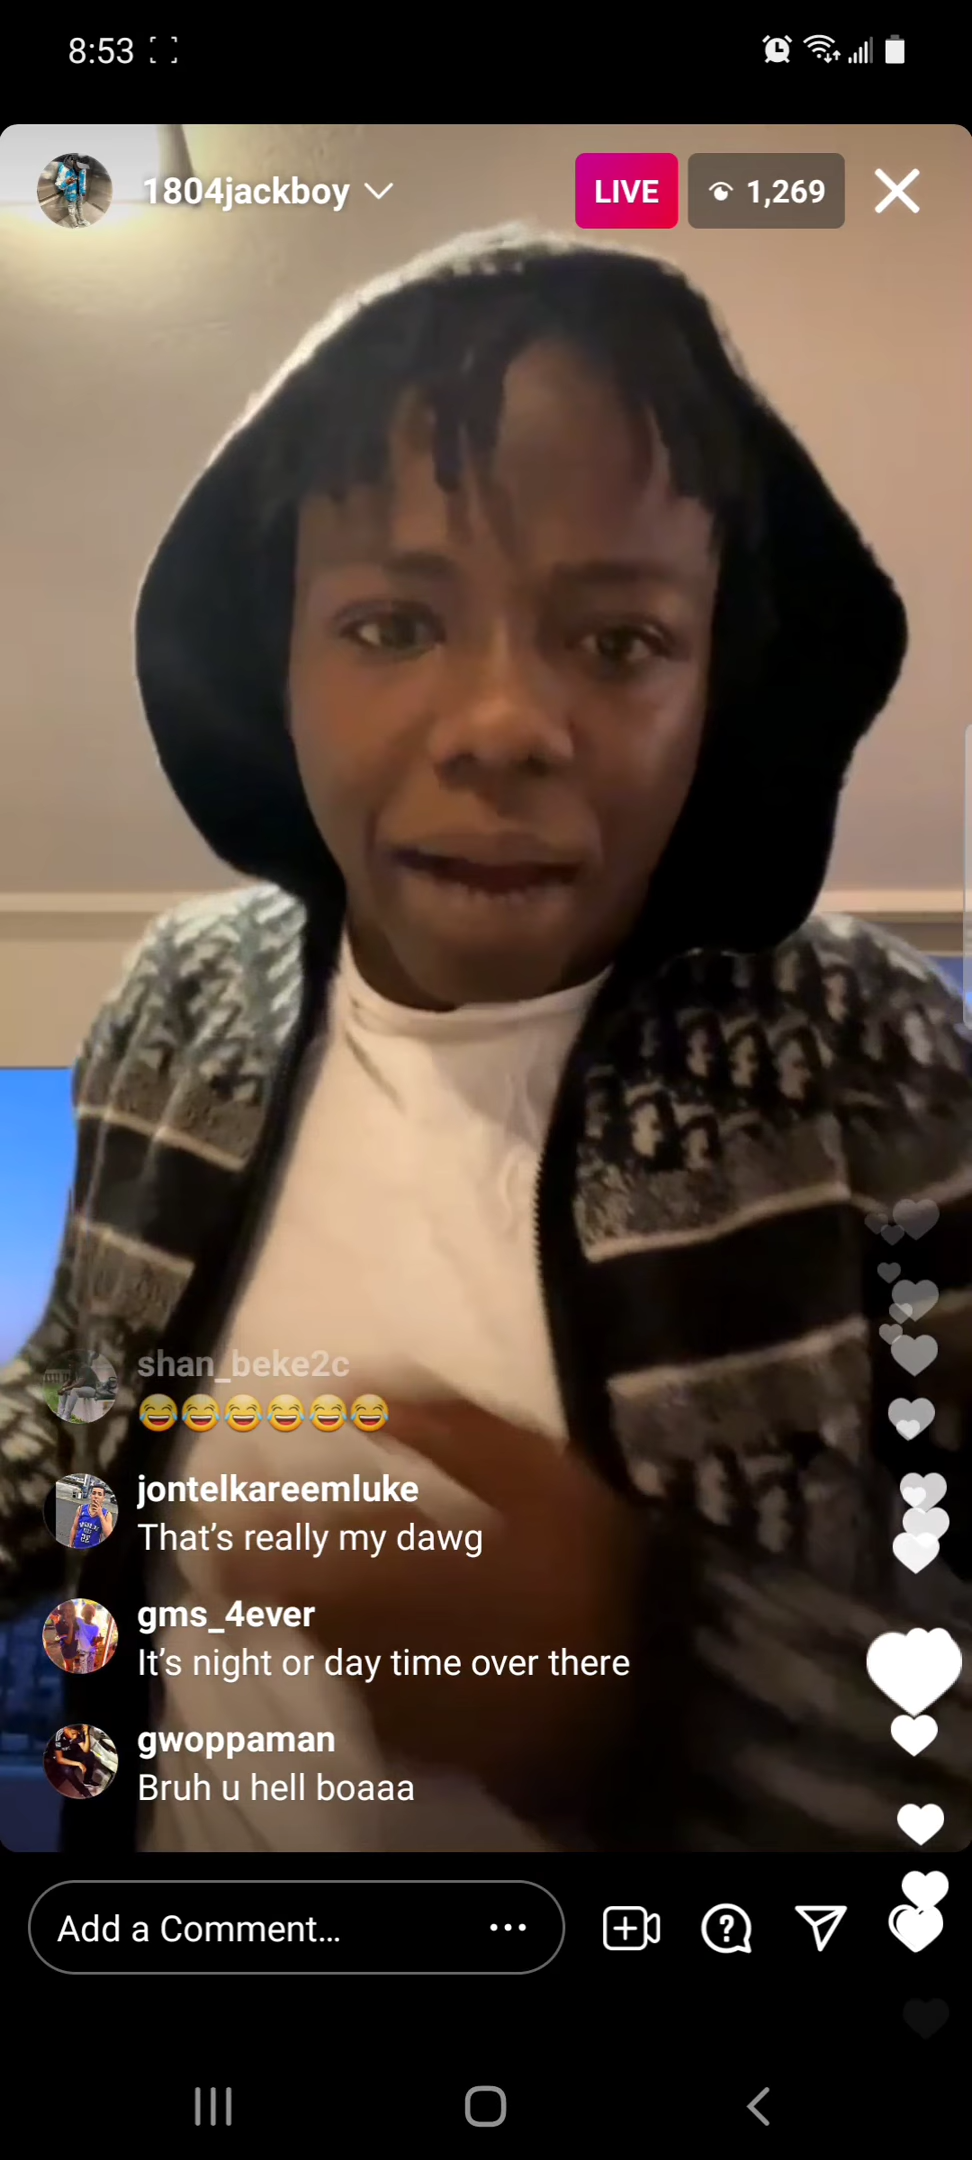 8:53
1804jackboy
LIVE
1,269
shan_beke2c
😂😂😂😂😂😂
jontelkareemluke
That’s really my dawg
gms_4ever
It’s night or day time over there
gwoppaman
Bruh u hell boaaa
Add a Comment…